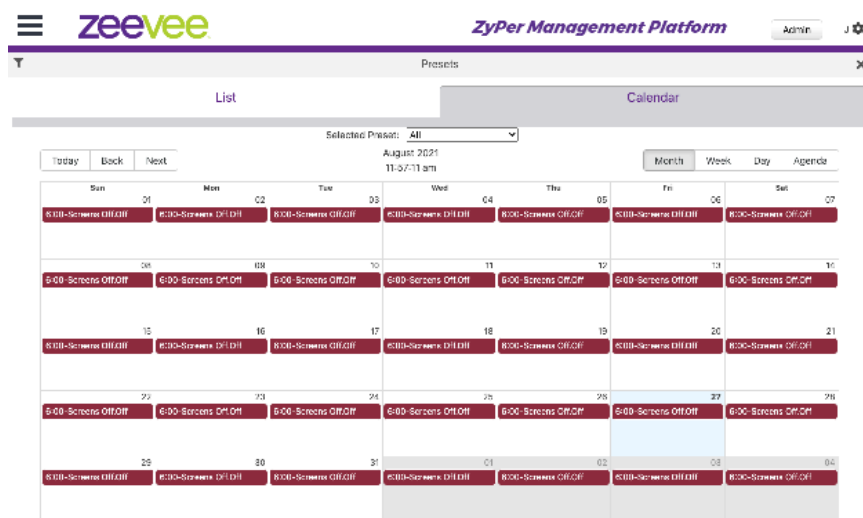 zeevee
ZyPer Management Platform
Admin
J
Presets
List
Calendar
Selected Preset: All
Today Back Next
August 2021
11-57-11 am
Month Week Day Agenda
Sun Mon Tue Wed Thu Fri Sat
01 02 03 04 05 06 07
6:00-Screens Off.Off 6:00-Screens Off.Off 6:00-Screens Off.Off 6:00-Screens Off.Off 6:00-Screens Off.Off 6:00-Screens Off.Off 6:00-Screens Off.Off
08 09 10 11 12 13 14
6:00-Screens Off.Off 6:00-Screens Off.Off 6:00-Screens Off.Off 6:00-Screens Off.Off 6:00-Screens Off.Off 6:00-Screens Off.Off 6:00-Screens Off.Off
15 16 17 18 19 20 21
6:00-Screens Off.Off 6:00-Screens Off.Off 6:00-Screens Off.Off 6:00-Screens Off.Off 6:00-Screens Off.Off 6:00-Screens Off.Off 6:00-Screens Off.Off
22 23 24 25 26 27 28
6:00-Screens Off.Off 6:00-Screens Off.Off 6:00-Screens Off.Off 6:00-Screens Off.Off 6:00-Screens Off.Off 6:00-Screens Off.Off 6:00-Screens Off.Off
29 30 31 01 02 03 04
6:00-Screens Off.Off 6:00-Screens Off.Off 6:00-Screens Off.Off 6:00-Screens Off.Off 6:00-Screens Off.Off 6:00-Screens Off.Off 6:00-Screens Off.Off